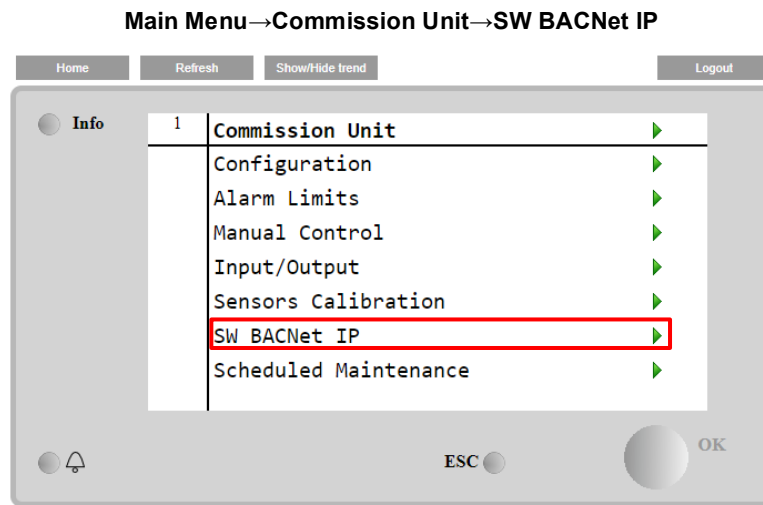 Main Menu→Commission Unit→SW BACNet IP
Home Refresh Show/Hide trend Logout
Info
1 Commission Unit
Configuration
Alarm Limits
Manual Control
Input/Output
Sensors Calibration
SW BACNet IP
Scheduled Maintenance
OK
ESC